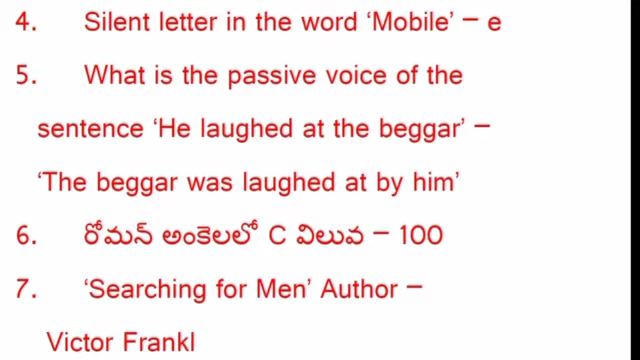 4. Silent letter in the word ‘Mobile’ – e
5. What is the passive voice of the
sentence ‘He laughed at the beggar’ –
‘The beggar was laughed at by him’
6. రోమన్ అంకెలలో C విలువ – 100
7. ‘Searching for Men’ Author –
Victor Frankl